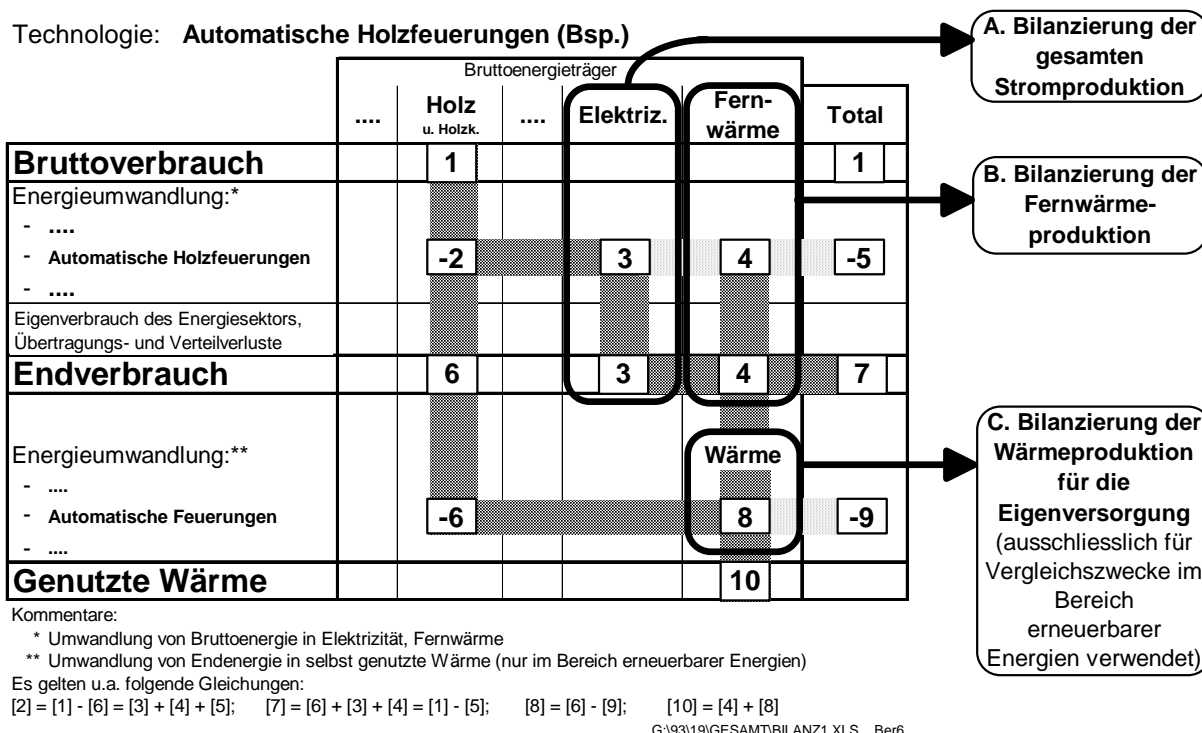 Technologie: Automatische Holzfeuerungen (Bsp.)
Bruttoenergieträger
.... Holz u. Holzk. .... Elektriz. Fern-wärme Total
Bruttoverbrauch 1 1
Energieumwandlung:*
- ....
- Automatische Holzfeuerungen -2 3 4 -5
- ....
Eigenverbrauch des Energiesektors,
Übertragungs- und Verteilverluste
Endverbrauch 6 3 4 7
Energieumwandlung:** Wärme
- ....
- Automatische Feuerungen -6 8 -9
- ....
Genutzte Wärme 10
A. Bilanzierung der
gesamten
Stromproduktion
B. Bilanzierung der
Fernwärme-
produktion
C. Bilanzierung der
Wärmeproduktion
für die
Eigenversorgung
(ausschliesslich für
Vergleichszwecke im
Bereich
erneuerbarer
Energien verwendet)
Kommentare:
* Umwandlung von Bruttoenergie in Elektrizität, Fernwärme
** Umwandlung von Endenergie in selbst genutzte Wärme (nur im Bereich erneuerbarer Energien)
Es gelten u.a. folgende Gleichungen:
[2] = [1] - [6] = [3] + [4] + [5]; [7] = [6] + [3] + [4] = [1] - [5]; [8] = [6] - [9]; [10] = [4] + [8]
G:\93\19\GESAMT\BILANZ1.XLS Ber6